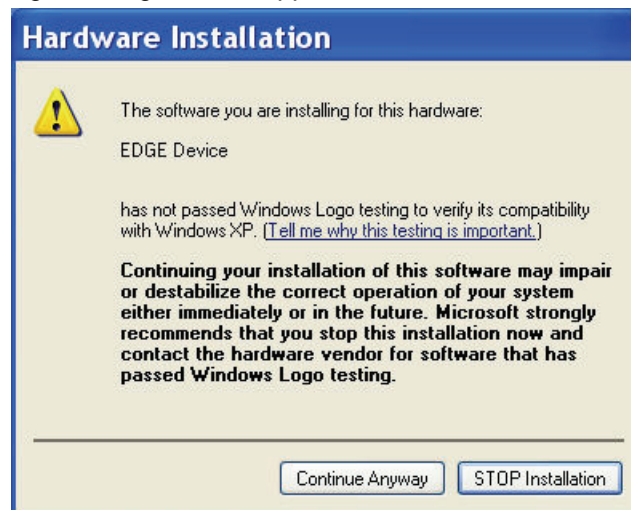 Hardware Installation
The software you are installing for this hardware:
EDGE Device
has not passed Windows Logo testing to verify its compatibility
with Windows XP. (Tell me why this testing is important.)
Continuing your installation of this software may impair
or destabilize the correct operation of your system
either immediately or in the future. Microsoft strongly
recommends that you stop this installation now and
contact the hardware vendor for software that has
passed Windows Logo testing.
Continue Anyway
STOP Installation